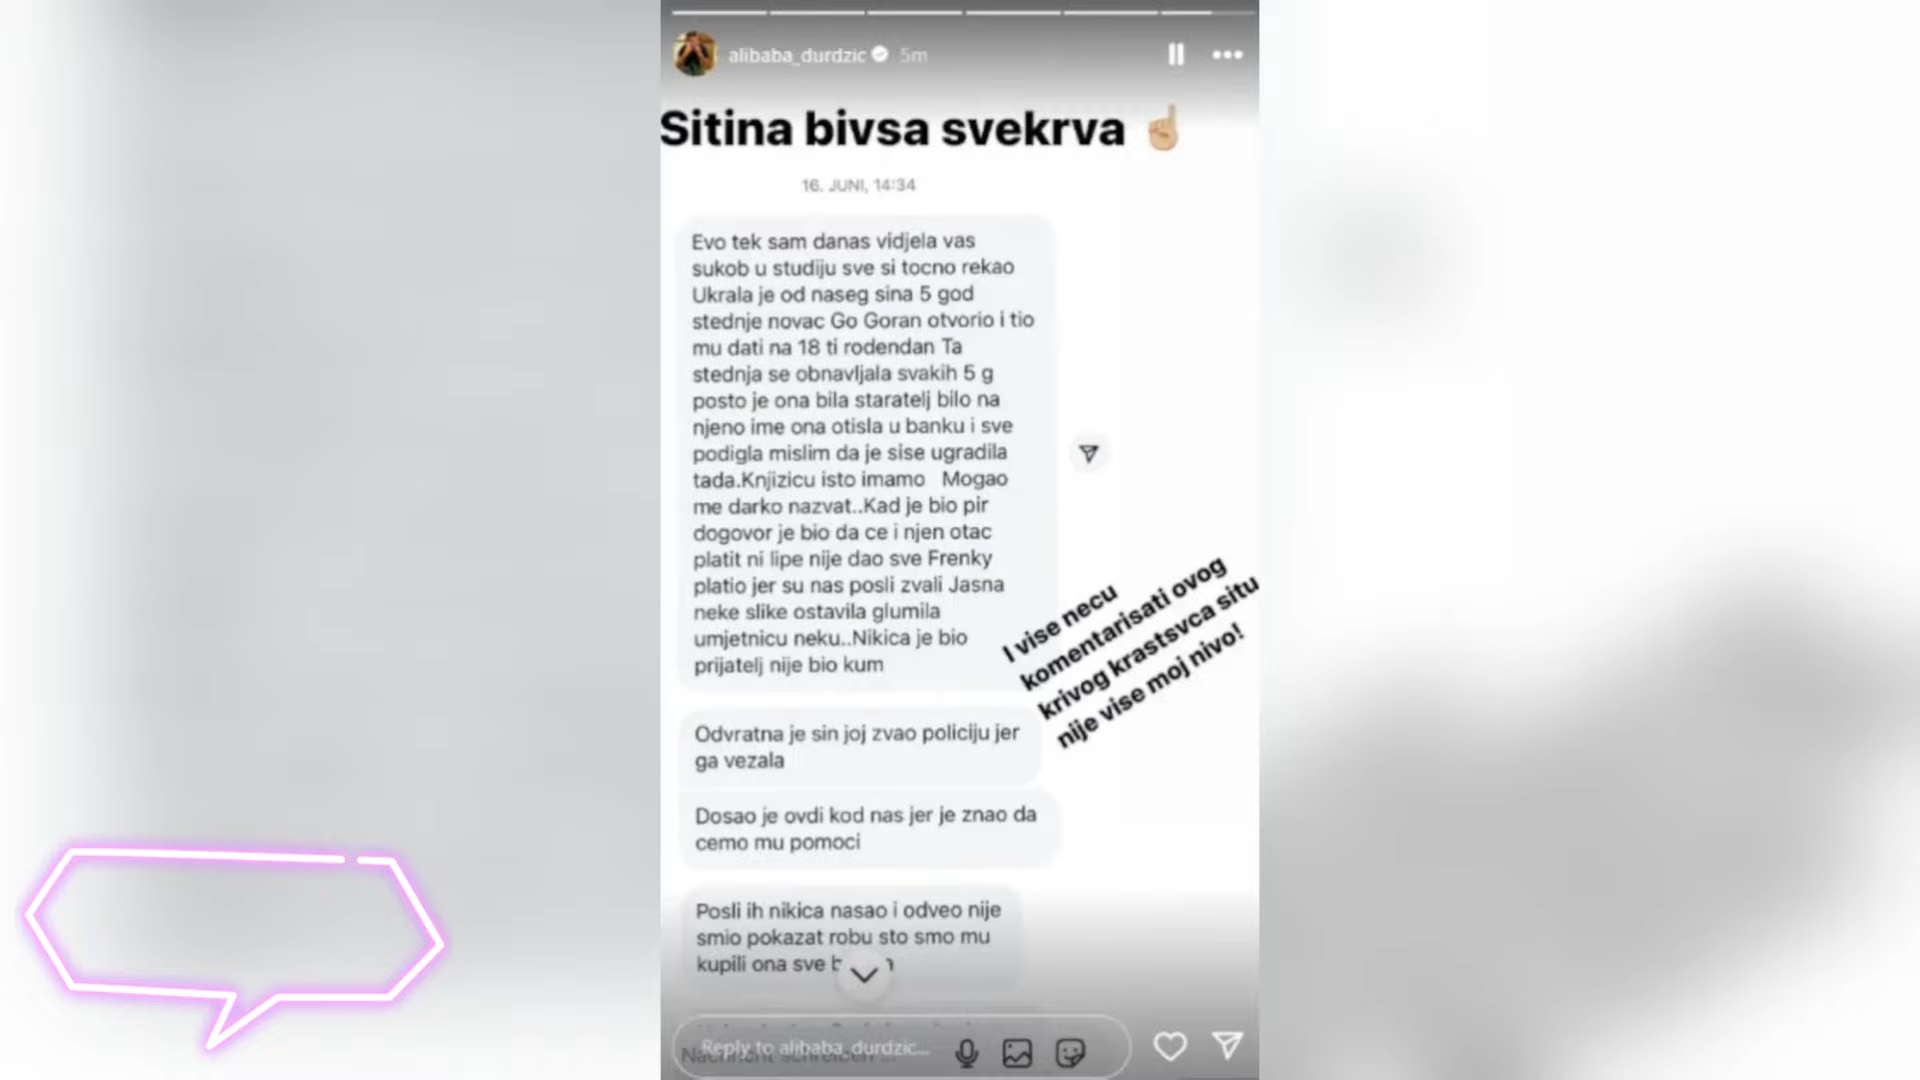 alibaba_durdzic 5m
Sitina bivsa svekrva
16. JUNI, 14:34
Evo tek sam danas vidjela vas
sukob u studiju sve si tocno rekao
Ukrala je od naseg sina 5 god
stednje novac Go Goran otvorio i tio
mu dati na 18 ti rodendan Ta
stednja se obnavljala svakih 5 g
posto je ona bila staratelj bilo na
njeno ime ona otisla u banku i sve
podigla mislim da je sise ugradila
tada.Knjizicu isto imamo Mogao
me darko nazvat..Kad je bio pir
dogovor je bio da ce i njen otac
platit ni lipe nije dao sve Frenky
platio jer su nas posli zvali Jasna
neke slike ostavila glumila
umjetnicu neku..Nikica je bio
prijatelj nije bio kum
I vise necu
komentarisati ovog
krivog krastsvca situ
nije vise moj nivo!
Odvratna je sin joj zvao policiju jer
ga vezala
Dosao je ovdi kod nas jer je znao da
cemo mu pomoci
Posli ih nikica nasao i odveo nije
smio pokazat robu sto smo mu
kupili ona sve
Reply to alibaba_durdzic...
Nachricht schreiben ...